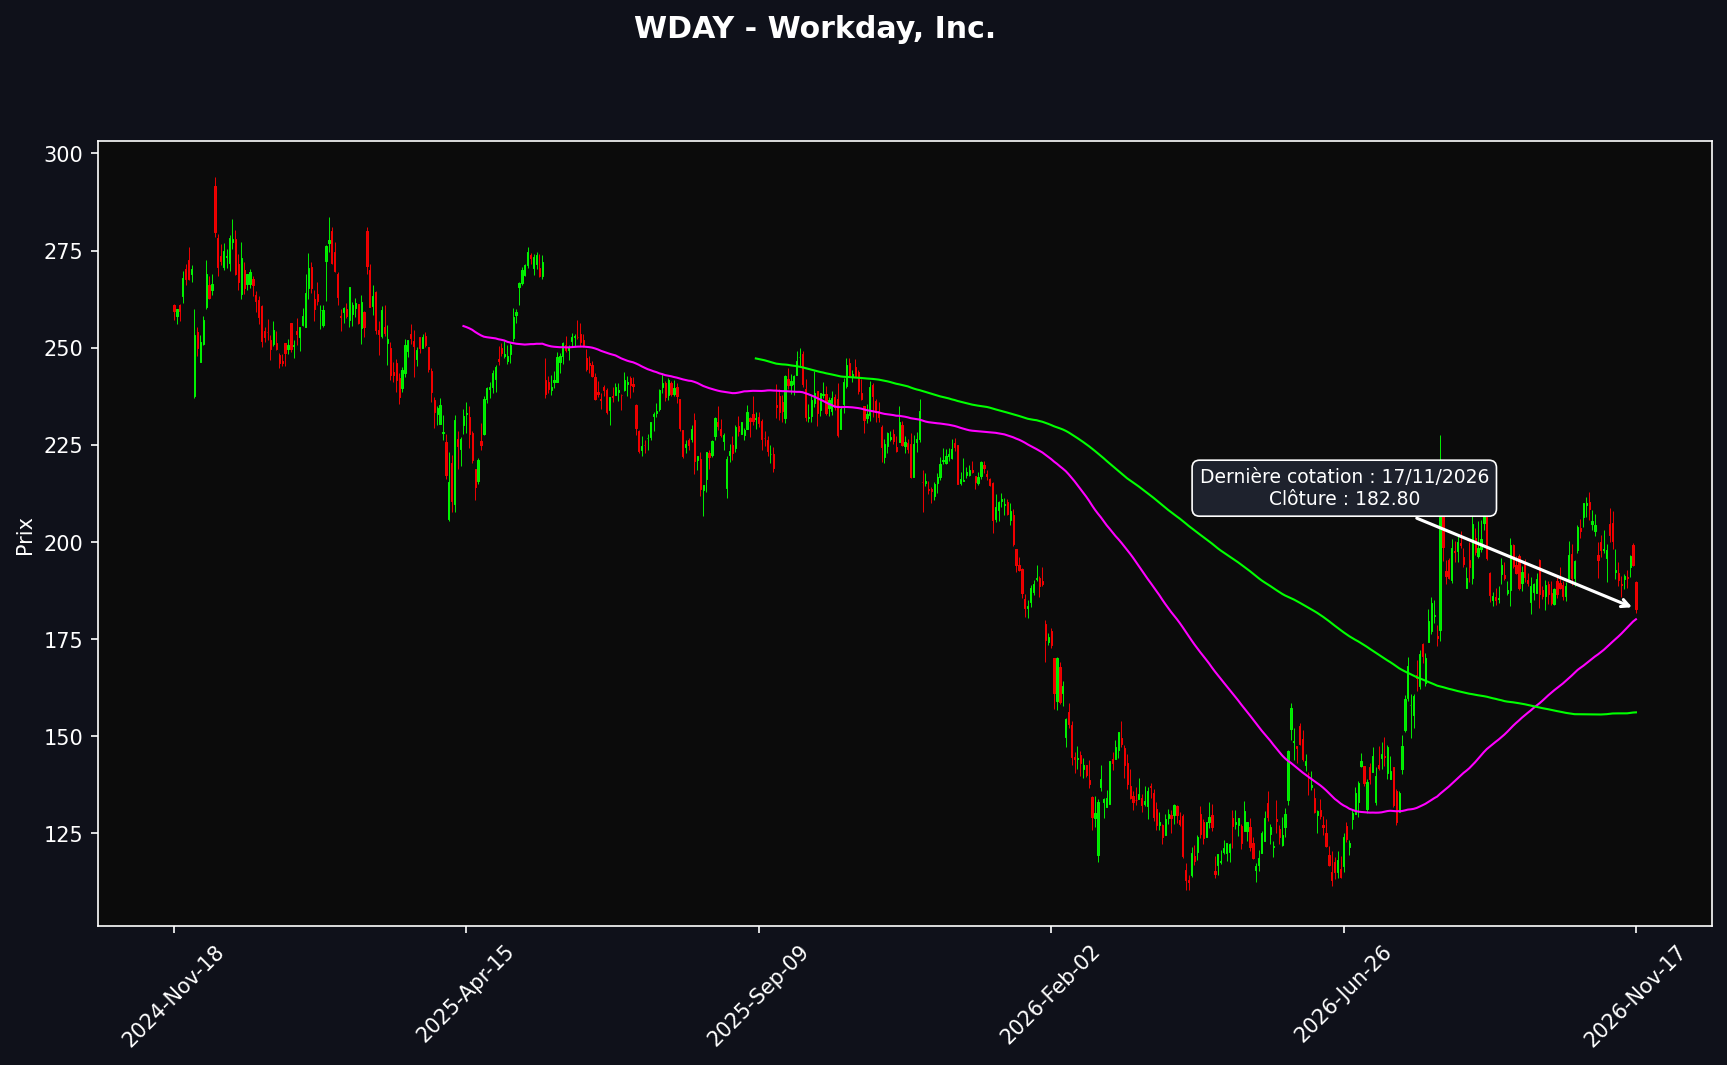 WDAY - Workday, Inc.
300
275
250
225
200
175
150
125
Prix
Dernière cotation : 17/11/2026
Clôture : 182.80
2024-Nov-18
2025-Apr-15
2025-Sep-09
2026-Feb-02
2026-Jun-26
2026-Nov-17